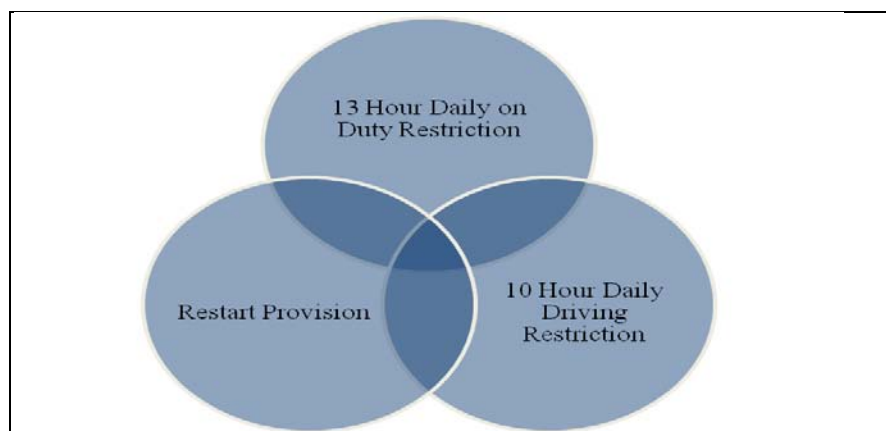 13 Hour Daily on
Duty Restriction
Restart Provision
10 Hour Daily
Driving
Restriction